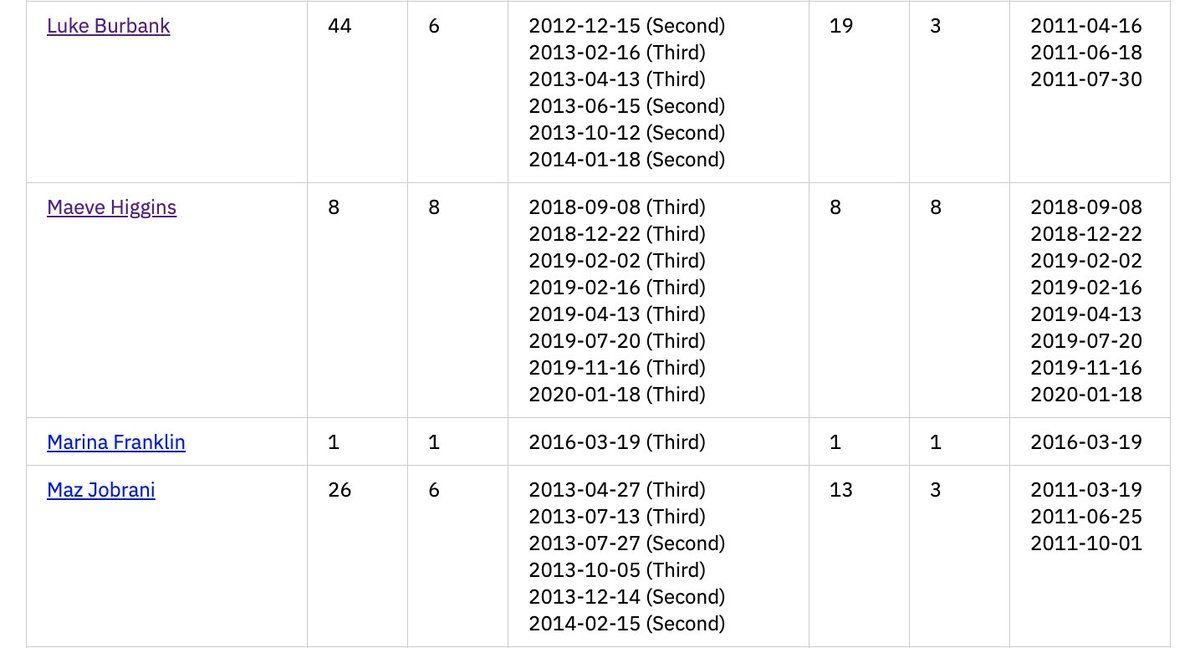 Luke Burbank 44 6 2012-12-15 (Second) 19 3 2011-04-16
2013-02-16 (Third) 2011-06-18
2013-04-13 (Third) 2011-07-30
2013-06-15 (Second)
2013-10-12 (Second)
2014-01-18 (Second)
Maeve Higgins 8 8 2018-09-08 (Third) 8 8 2018-09-08
2018-12-22 (Third) 2018-12-22
2019-02-02 (Third) 2019-02-02
2019-02-16 (Third) 2019-02-16
2019-04-13 (Third) 2019-04-13
2019-07-20 (Third) 2019-07-20
2019-11-16 (Third) 2019-11-16
2020-01-18 (Third) 2020-01-18
Marina Franklin 1 1 2016-03-19 (Third) 1 1 2016-03-19
Maz Jobrani 26 6 2013-04-27 (Third) 13 3 2011-03-19
2013-07-13 (Third) 2011-06-25
2013-07-27 (Second) 2011-10-01
2013-10-05 (Third)
2013-12-14 (Second)
2014-02-15 (Second)